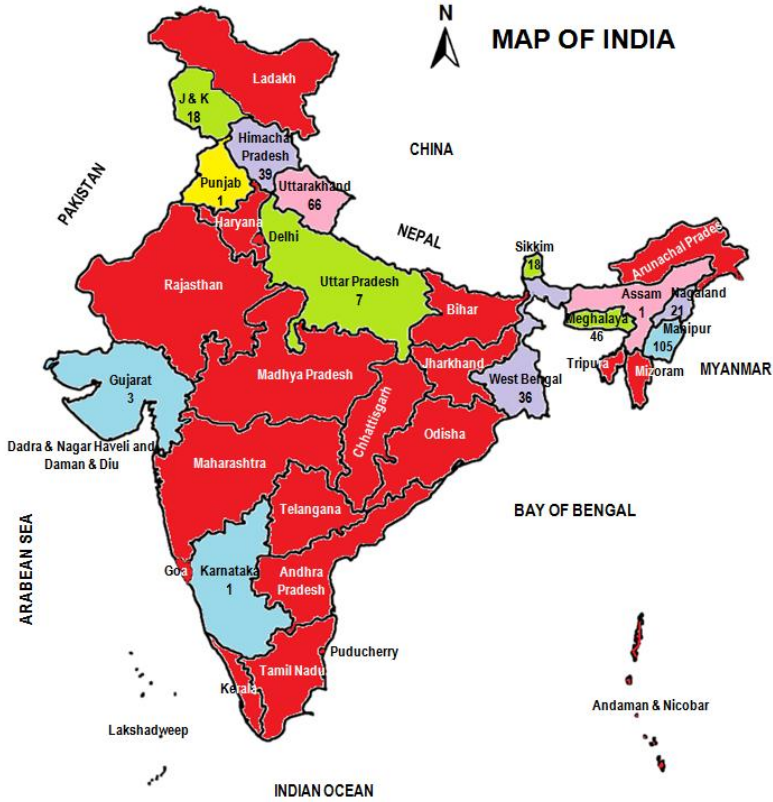 N
MAP OF INDIA
Ladakh
J & K
18
Himachal
Pradesh
39
CHINA
PAKISTAN
Punjab
1
Uttarakhand
66
Haryana
Delhi
NEPAL
Sikkim
18
Arunachal Prades
Rajasthan
Uttar Pradesh
7
Bihar
Assam
1
Nagaland
21
Meghalaya
46
Manipur
105
Gujarat
3
Madhya Pradesh
Jharkhand
West Bengal
36
Tripura
Mizoram
MYANMAR
Chhattisgarh
Odisha
Dadra & Nagar Haveli and
Daman & Diu
Maharashtra
Telangana
BAY OF BENGAL
ARABEAN SEA
Goa
Karnataka
1
Andhra
Pradesh
Puducherry
Tamil Nadu
Kerala
Lakshadweep
Andaman & Nicobar
INDIAN OCEAN